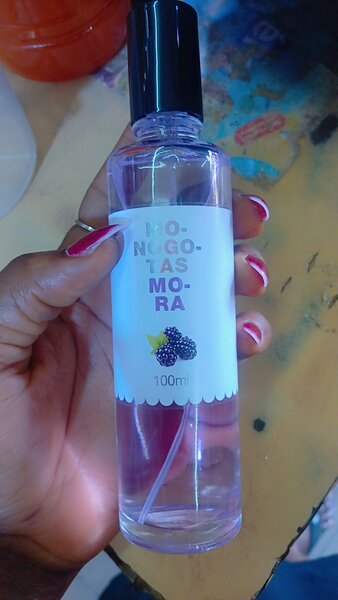 MO-
NOGO-
TAS
MO-
RA
100ml